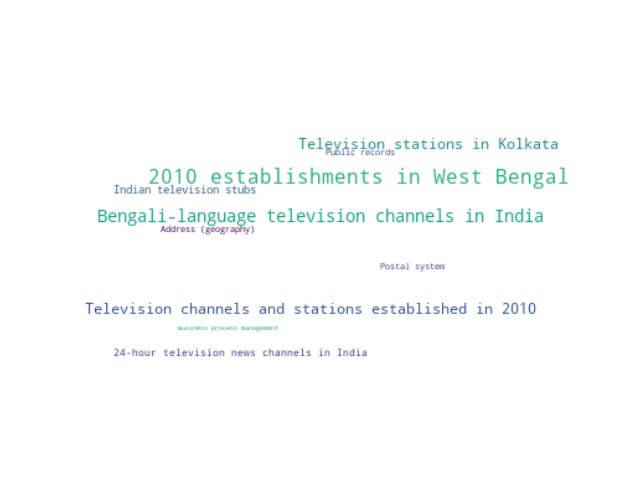 Television stations in Kolkata
Public records
2010 establishments in West Bengal
Indian television stubs
Bengali-language television channels in India
Address (geography)
Postal system
Television channels and stations established in 2010
Business process management
24-hour television news channels in India